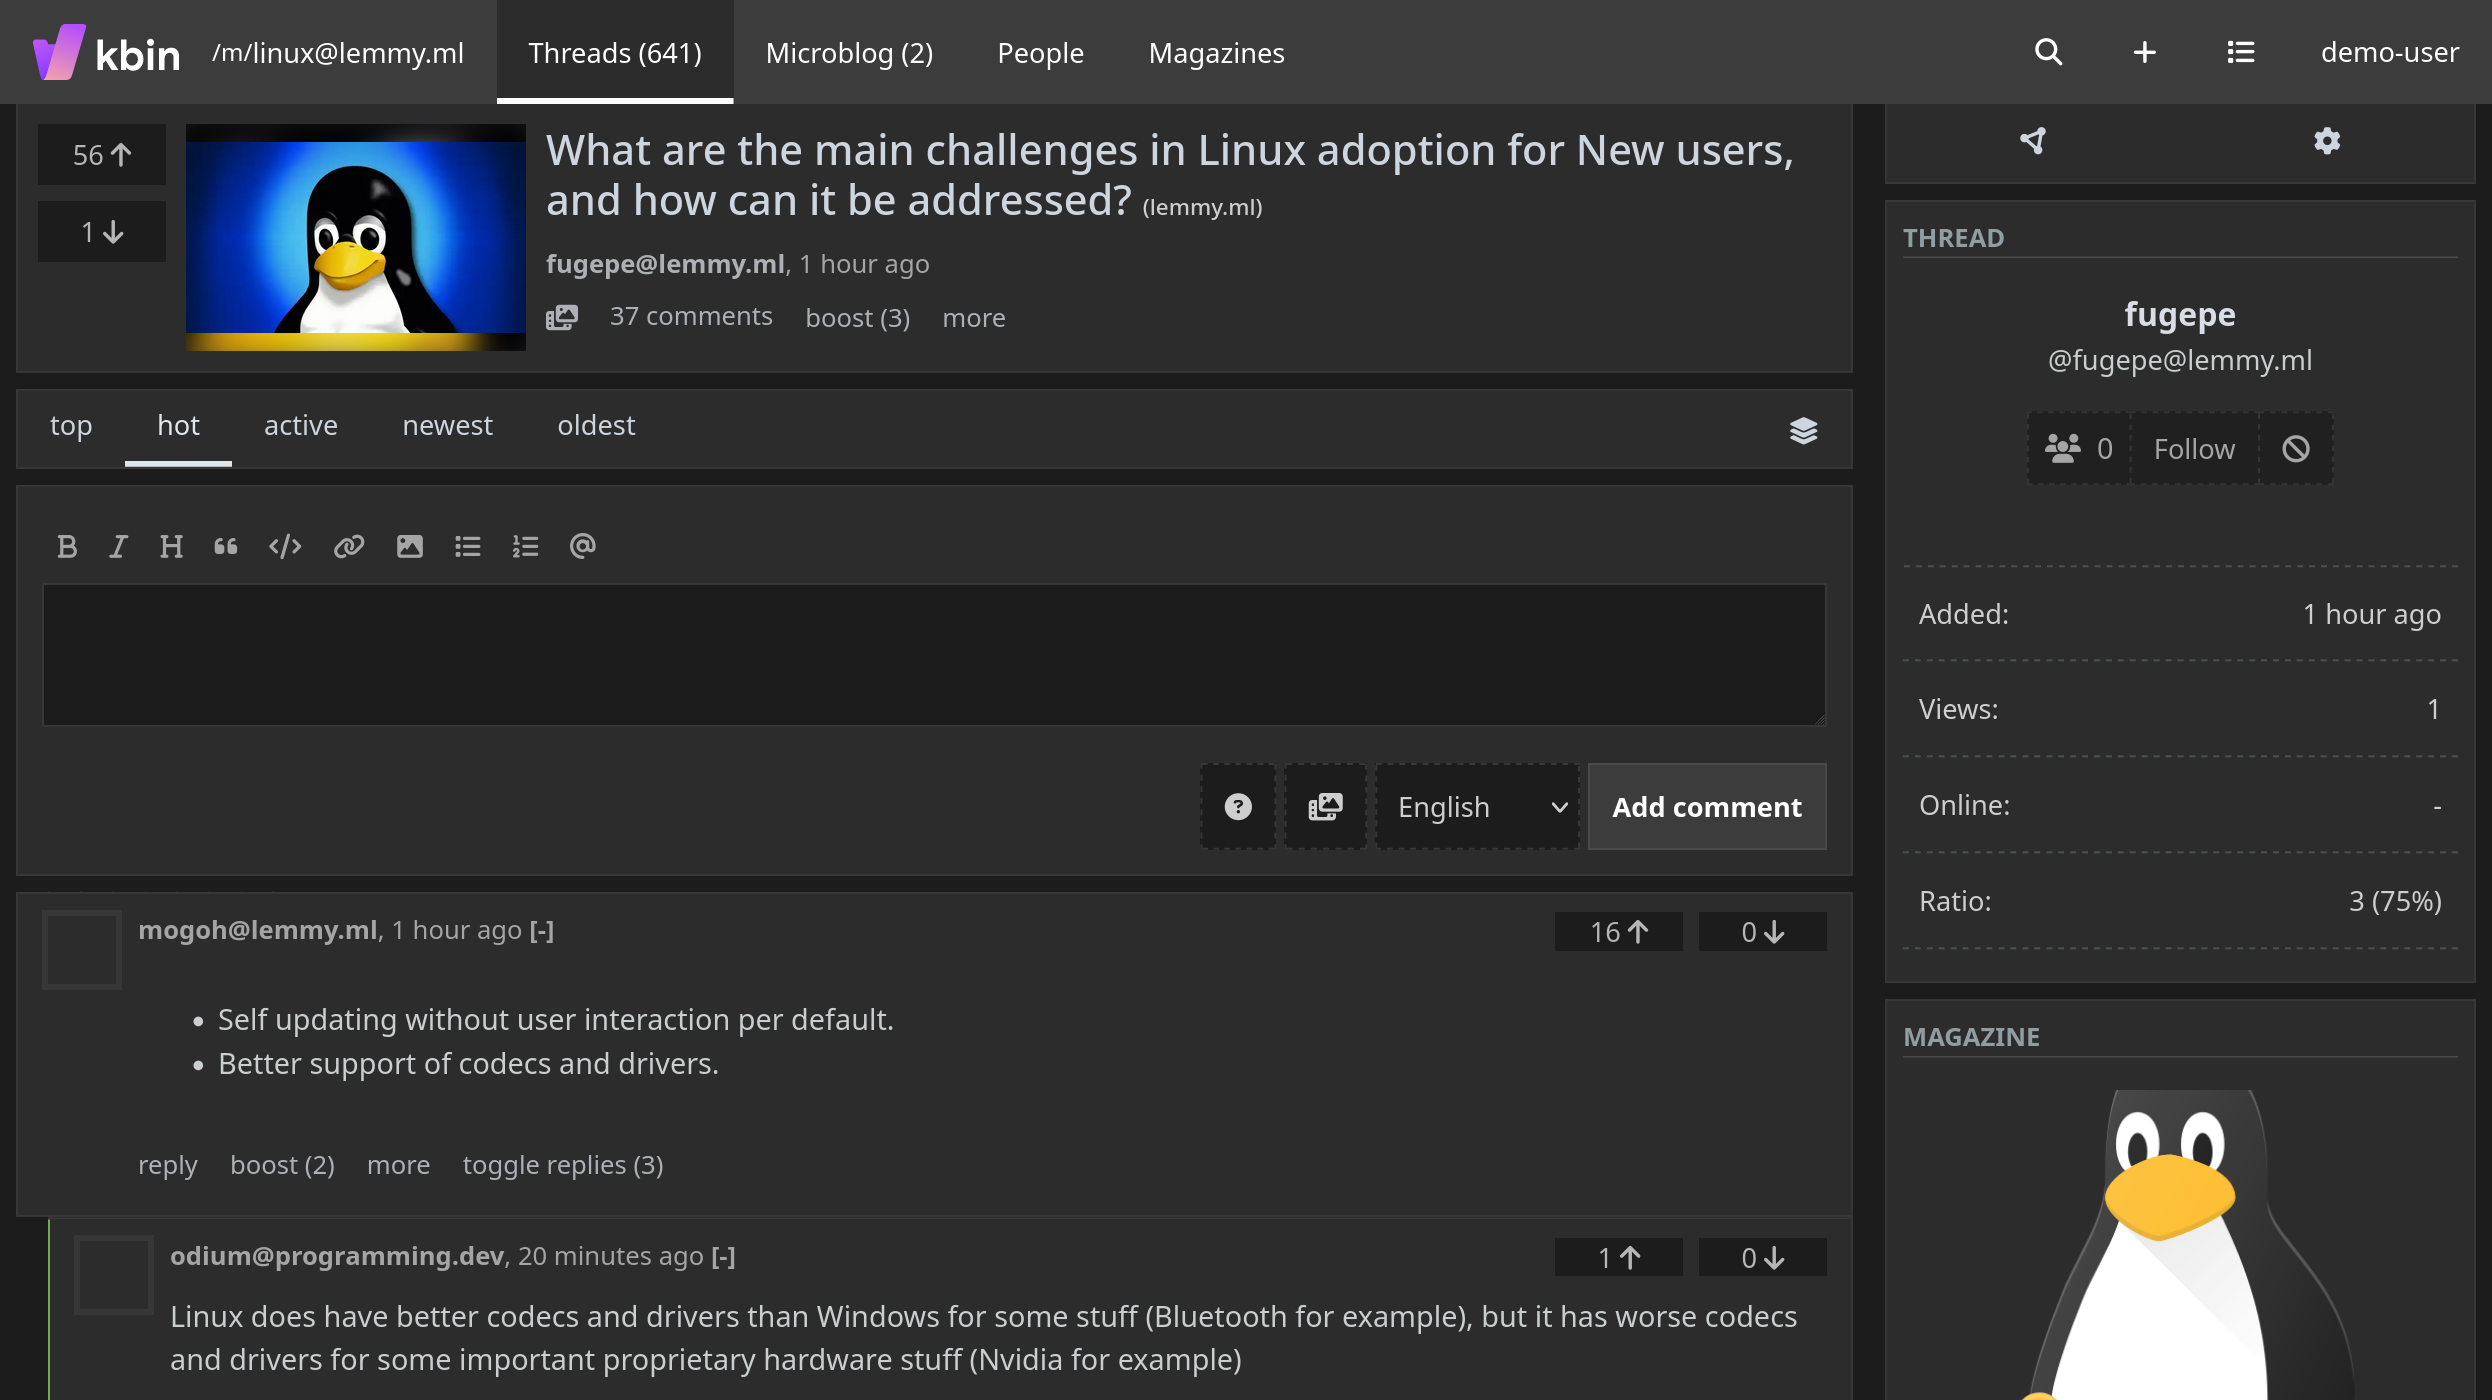 kbin
/m/linux@lemmy.ml
Threads (641)
Microblog (2)
People
Magazines
demo-user
56
1
What are the main challenges in Linux adoption for New users,
and how can it be addressed? (lemmy.ml)
fugepe@lemmy.ml, 1 hour ago
37 comments boost (3) more
top hot active newest oldest
B I H </> @
English
Add comment
mogoh@lemmy.ml, 1 hour ago [-]
16
0
• Self updating without user interaction per default.
• Better support of codecs and drivers.
reply boost (2) more toggle replies (3)
odium@programming.dev, 20 minutes ago [-]
1
0
Linux does have better codecs and drivers than Windows for some stuff (Bluetooth for example), but it has worse codecs
and drivers for some important proprietary hardware stuff (Nvidia for example)
THREAD
fugepe
@fugepe@lemmy.ml
0 Follow
Added: 1 hour ago
Views: 1
Online: -
Ratio: 3 (75%)
MAGAZINE